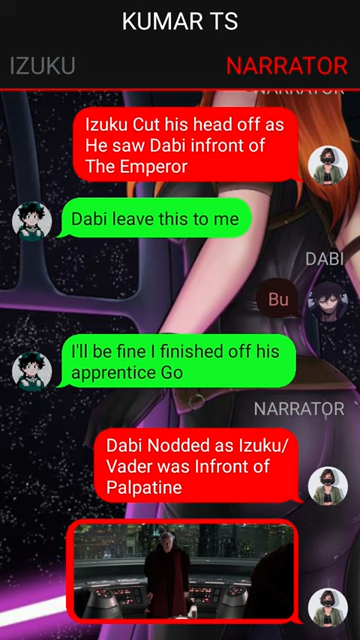 KUMAR TS
IZUKU
NARRATOR
NARRATOR
Izuku Cut his head off as
He saw Dabi infront of
The Emperor
Dabi leave this to me
DABI
Bu
I'll be fine I finished off his
apprentice Go
NARRATOR
Dabi Nodded as Izuku/
Vader was Infront of
Palpatine